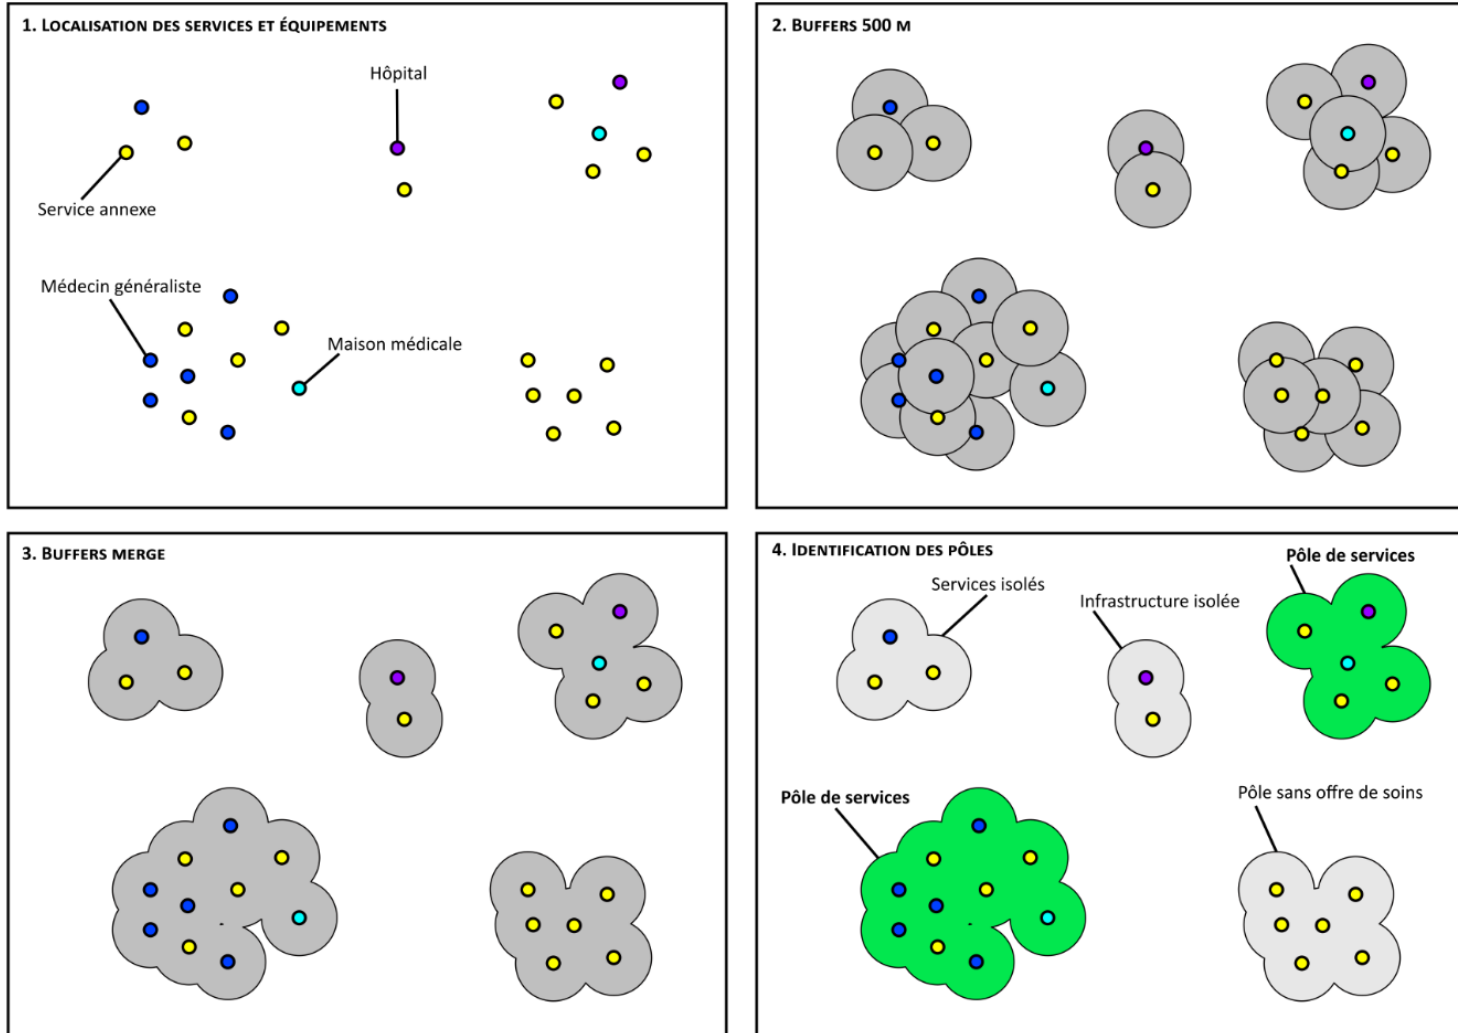 1. Localisation des services et équipements
Hôpital
Service annexe
Médecin généraliste
Maison médicale
2. Buffers 500 m
3. Buffers merge
4. Identification des pôles
Pôle de services
Services isolés
Infrastructure isolée
Pôle de services
Pôle sans offre de soins